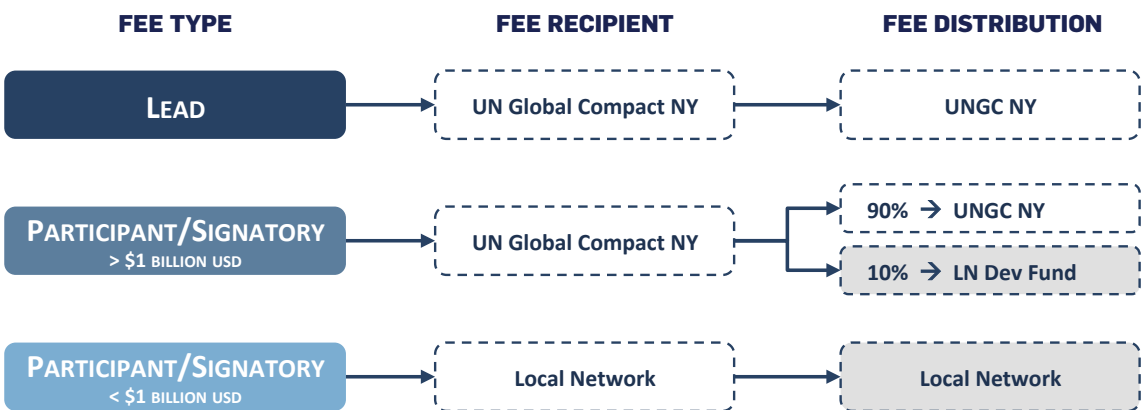 FEE TYPE FEE RECIPIENT FEE DISTRIBUTION
LEAD UN Global Compact NY UNGC NY
PARTICIPANT/SIGNATORY
> $1 BILLION USD
UN Global Compact NY
90% → UNGC NY
10% → LN Dev Fund
PARTICIPANT/SIGNATORY
< $1 BILLION USD
Local Network
Local Network